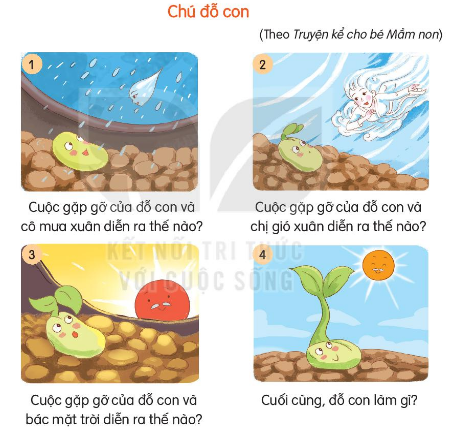 Chú đỗ con
(Theo Truyện kể cho bé Mầm non)
1
2
Cuộc gặp gỡ của đỗ con và
cô mưa xuân diễn ra thế nào?
Cuộc gặp gỡ của đỗ con và
chị gió xuân diễn ra thế nào?
KẾT NỐI TRI THỨC
VỚI CUỘC SỐNG
3
4
Cuộc gặp gỡ của đỗ con và
bác mặt trời diễn ra thế nào?
Cuối cùng, đỗ con làm gì?